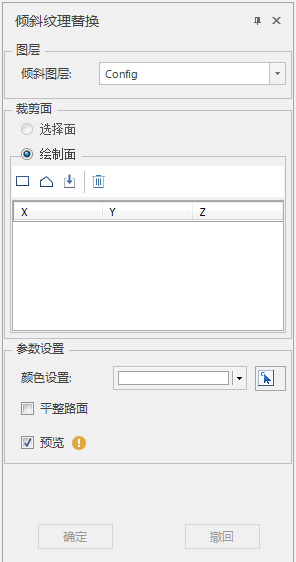 倾斜纹理替换
图层
倾斜图层: Config
裁剪面
选择面
绘制面
X Y Z
参数设置
颜色设置:
平整路面
预览
确定 撤回